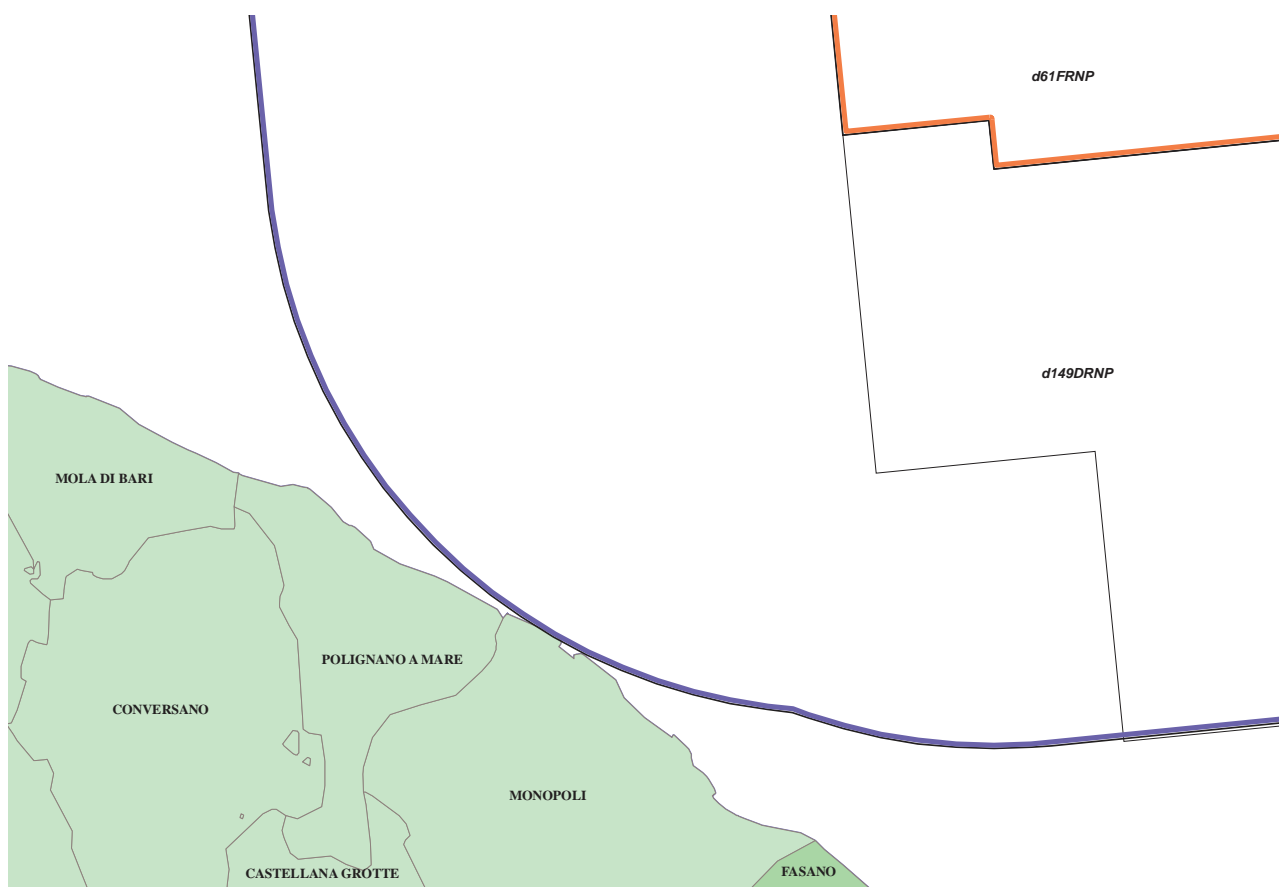 d61FRNP
d149DRNP
MOLA DI BARI
POLIGNANO A MARE
CONVERSANO
MONOPOLI
CASTELLANA GROTTE
FASANO